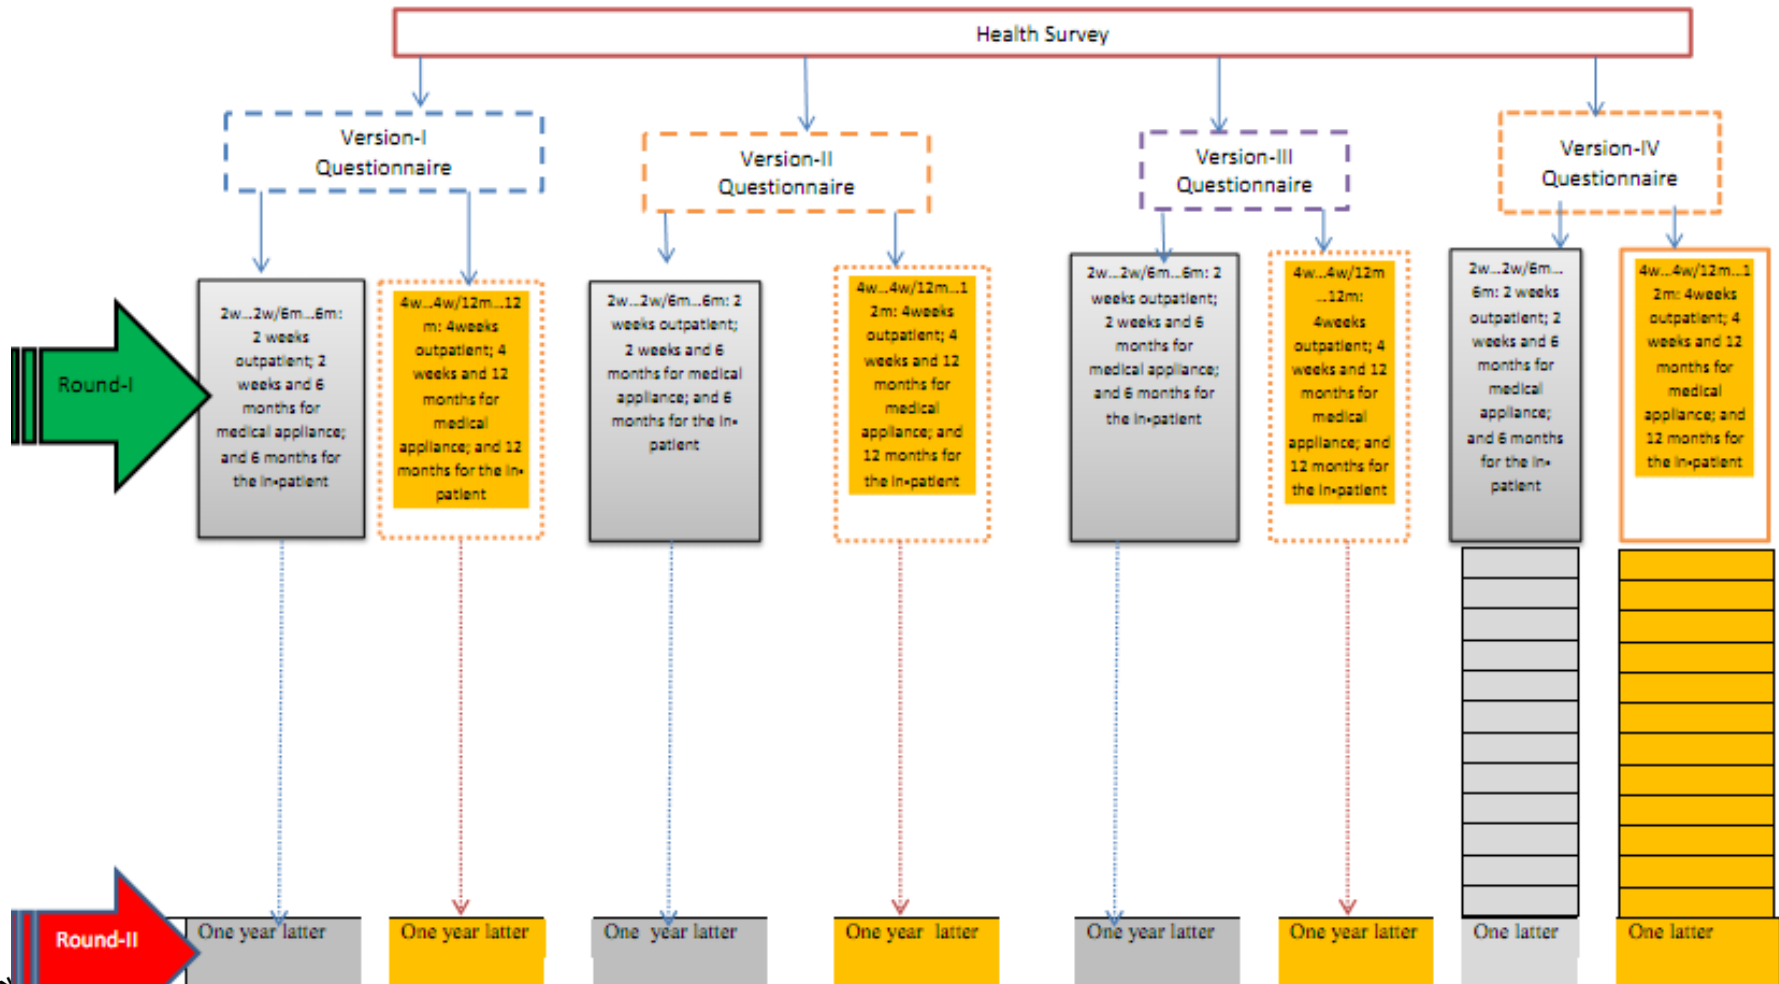 Health Survey
Version-I
Questionnaire
Version-II
Questionnaire
Version-III
Questionnaire
Version-IV
Questionnaire
Round-I
2w...2w/6m...6m:
2 weeks
outpatient; 2
weeks and 6
months for
medical appliance;
and 6 months for
the in-patient
4w...4w/12m...12
m: 4weeks
outpatient; 4
weeks and 12
months for
medical
appliance; and 12
months for the in-
patient
2w...2w/6m...6m: 2
weeks outpatient;
2 weeks and 6
months for medical
appliance; and 6
months for the in-
patient
4w...4w/12m...1
2m: 4weeks
outpatient; 4
weeks and 12
months for
medical
appliance; and
12 months for
the in-patient
2w...2w/6m...6m: 2
weeks outpatient;
2 weeks and 6
months for
medical appliance;
and 6 months for
the in-patient
4w...4w/12m
...12m:
4weeks
outpatient; 4
weeks and 12
months for
medical
appliance; and
12 months for
the in-patient
2w...2w/6m...
6m: 2 weeks
outpatient; 2
weeks and 6
months for
medical
appliance;
and 6 months
for the in-
patient
4w...4w/12m...1
2m: 4weeks
outpatient; 4
weeks and 12
months for
medical
appliance; and
12 months for
the in-patient
Round-II
One year latter
One year latter
One year latter
One year latter
One year latter
One year latter
One latter
One latter